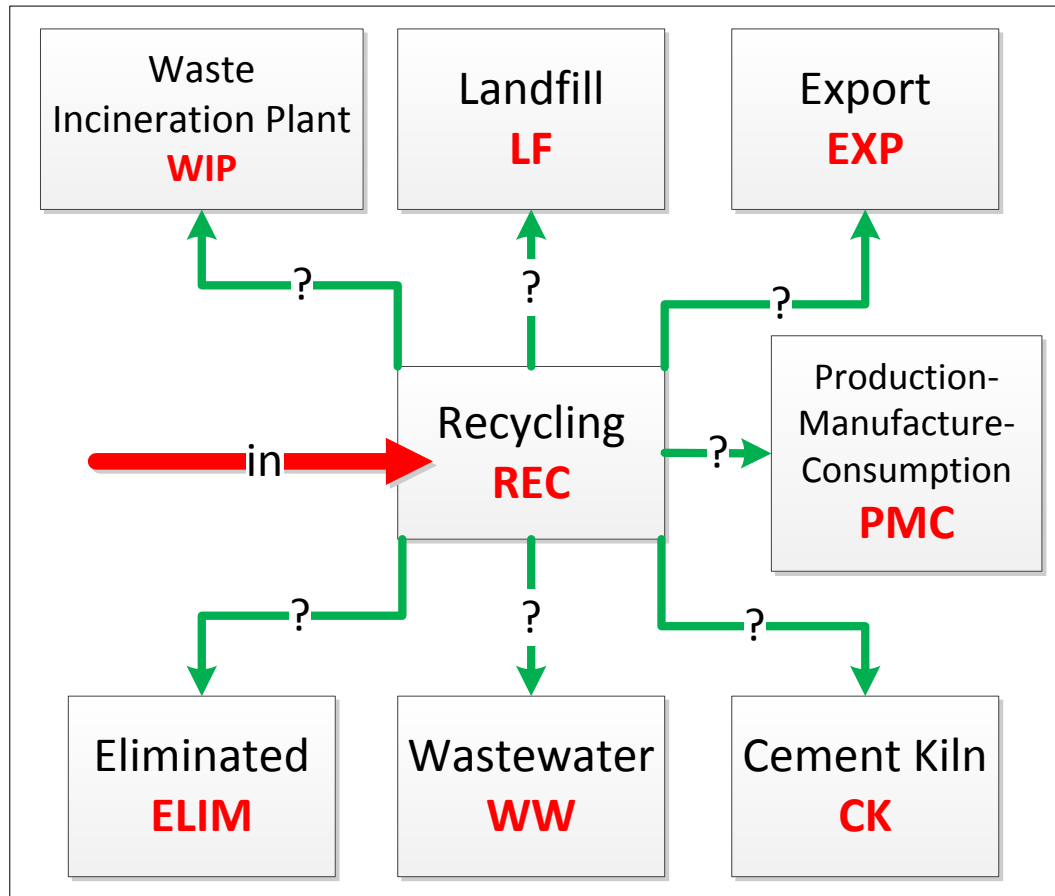 Waste
Incineration Plant
WIP
Landfill
LF
Export
EXP
?
?
?
Production-
Manufacture-
Consumption
PMC
Recycling
REC
in
?
?
?
?
Eliminated
ELIM
Wastewater
WW
Cement Kiln
CK